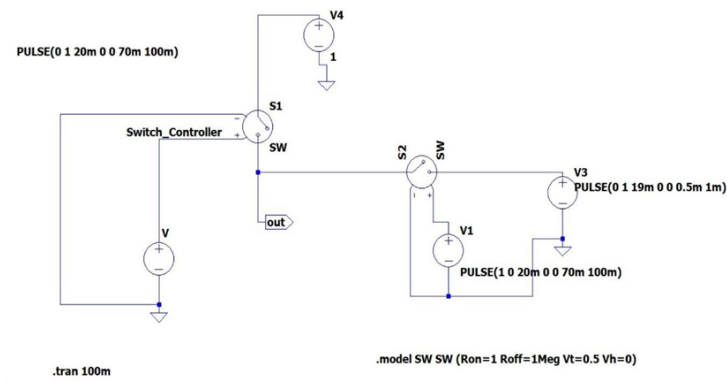 V4
PULSE(0 1 20m 0 0 70m 100m)
1
S1
Switch_Controller
SW
S2
SW
V3
PULSE(0 1 19m 0 0 0.5m 1m)
out
V
V1
PULSE(1 0 20m 0 0 70m 100m)
.model SW SW (Ron=1 Roff=1Meg Vt=0.5 Vh=0)
.tran 100m